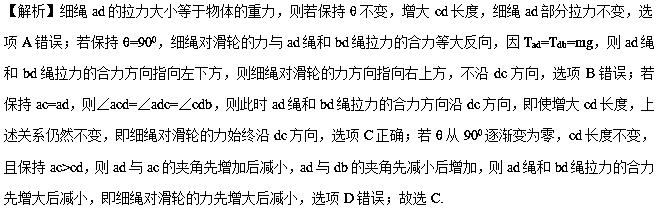 【解析】细绳 ad 的拉力大小等于物体的重力，则若保持 θ 不变，增大 cd 长度，细绳 ad 部分拉力不变，选
项 A 错误；若保持 θ=90⁰，细绳对滑轮的力与 ad 绳和 bd 绳拉力的合力等大反向，因 Tad=Tab=mg，则 ad 绳
和 bd 绳拉力的合力方向指向左下方，则细绳对滑轮的力方向指向右上方，不沿 dc 方向，选项 B 错误；若
保持 ac=ad，则∠acd=∠adc=∠cdb，则此时 ad 绳和 bd 绳拉力的合力方向沿 dc 方向，即使增大 cd 长度，上
述关系仍然不变，即细绳对滑轮的力始终沿 dc 方向，选项 C 正确；若 θ 从 90⁰ 逐渐变为零，cd 长度不变，
且保持 ac>cd，则 ad 与 ac 的夹角先增加后减小，ad 与 db 的夹角先减小后增加，则 ad 绳和 bd 绳拉力的合力
先增大后减小，即细绳对滑轮的力先增大后减小，选项 D 错误；故选 C.